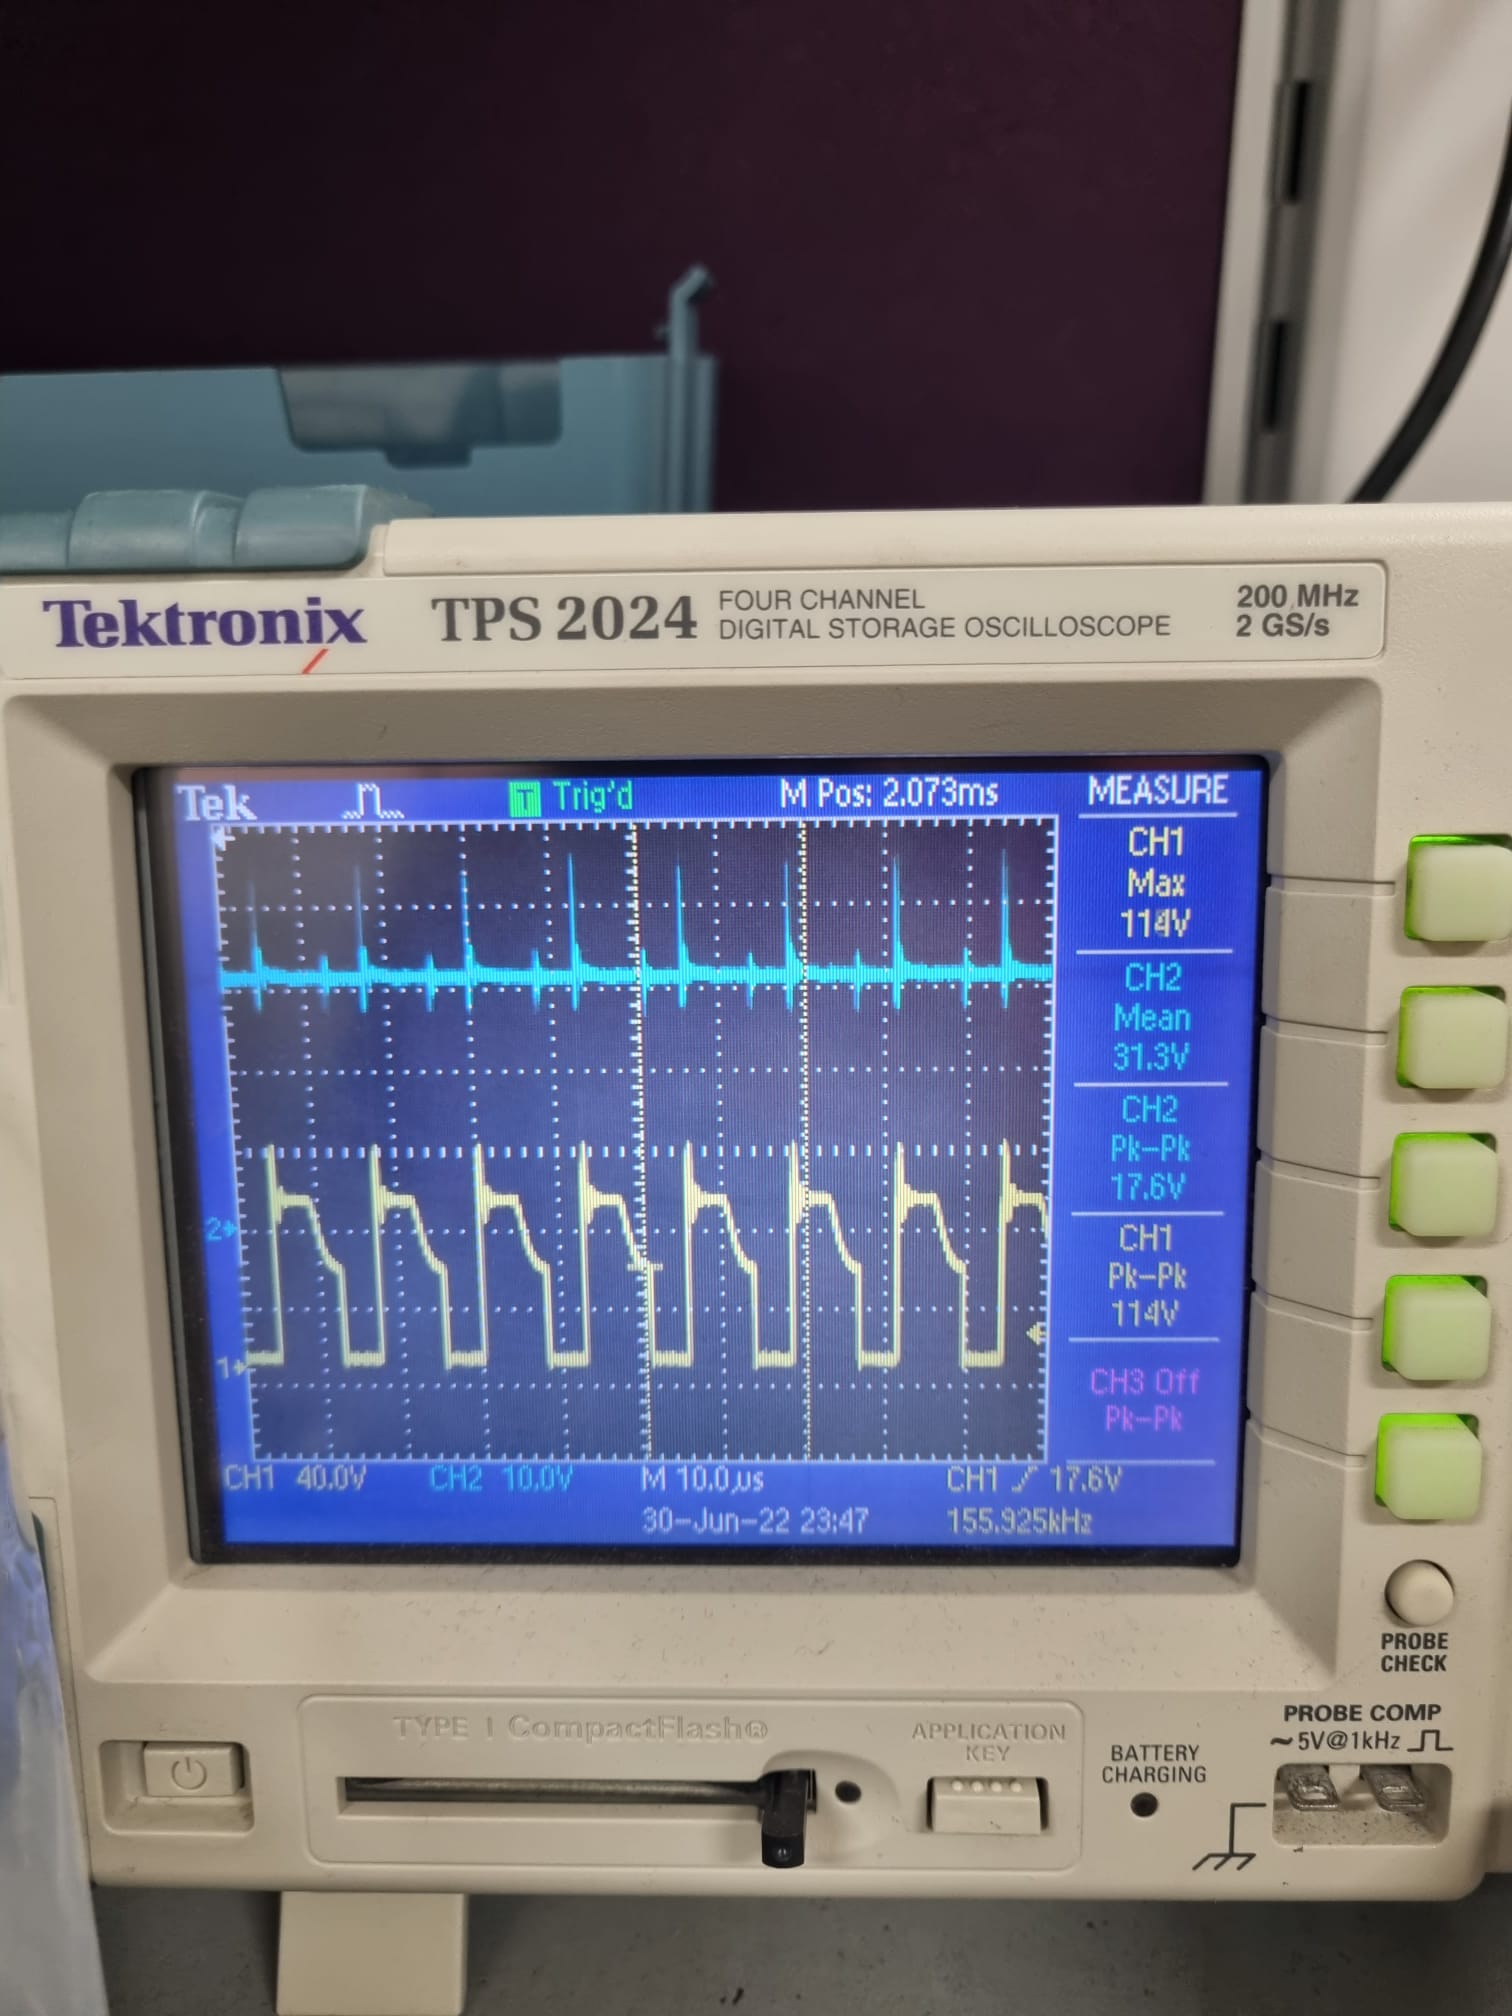 Tektronix TPS 2024 FOUR CHANNEL 200 MHz
DIGITAL STORAGE OSCILLOSCOPE 2 GS/s
Tek T Trig'd M Pos: 2.073ms MEASURE
CH1
Max
114V
CH2
Mean
31.3V
CH2
Pk-Pk
17.6V
CH1
Pk-Pk
114V
CH3 Off
Pk-Pk
2
1
CH1 40.0V CH2 10.0V M 10.0µs CH1 17.6V
30-Jun-22 23:47 155.925kHz
PROBE
CHECK
TYPE I CompactFlash®
APPLICATION
KEY
BATTERY
CHARGING
PROBE COMP
~5V@1kHz